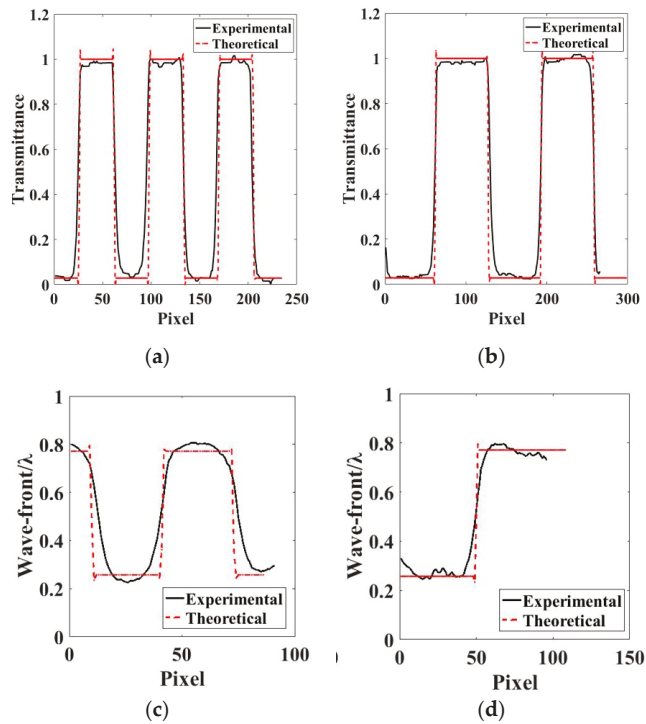 1.2
1
0.8
0.6
0.4
0.2
0
Transmittance
Experimental
Theoretical
0 50 100 150 200 250
Pixel
(a)
1.2
1
0.8
0.6
0.4
0.2
0
Transmittance
Experimental
Theoretical
0 100 200 300
Pixel
(b)
1
0.8
0.6
0.4
0.2
0
Wave-front/λ
Experimental
Theoretical
0 50 100
Pixel
(c)
1
0.8
0.6
0.4
0.2
0
Wave-front/λ
Experimental
Theoretical
0 50 100 150
Pixel
(d)